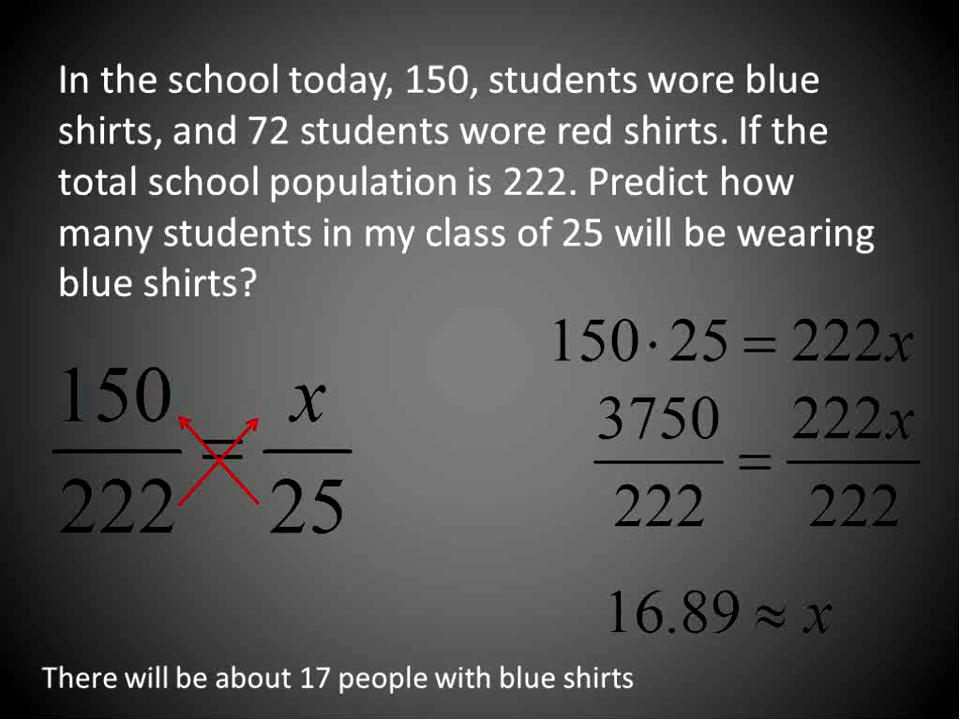 In the school today, 150, students wore blue
shirts, and 72 students wore red shirts. If the
total school population is 222. Predict how
many students in my class of 25 will be wearing
blue shirts?
150/222 = x/25
150 · 25 = 222x
3750/222 = 222x/222
16.89 ≈ x
There will be about 17 people with blue shirts